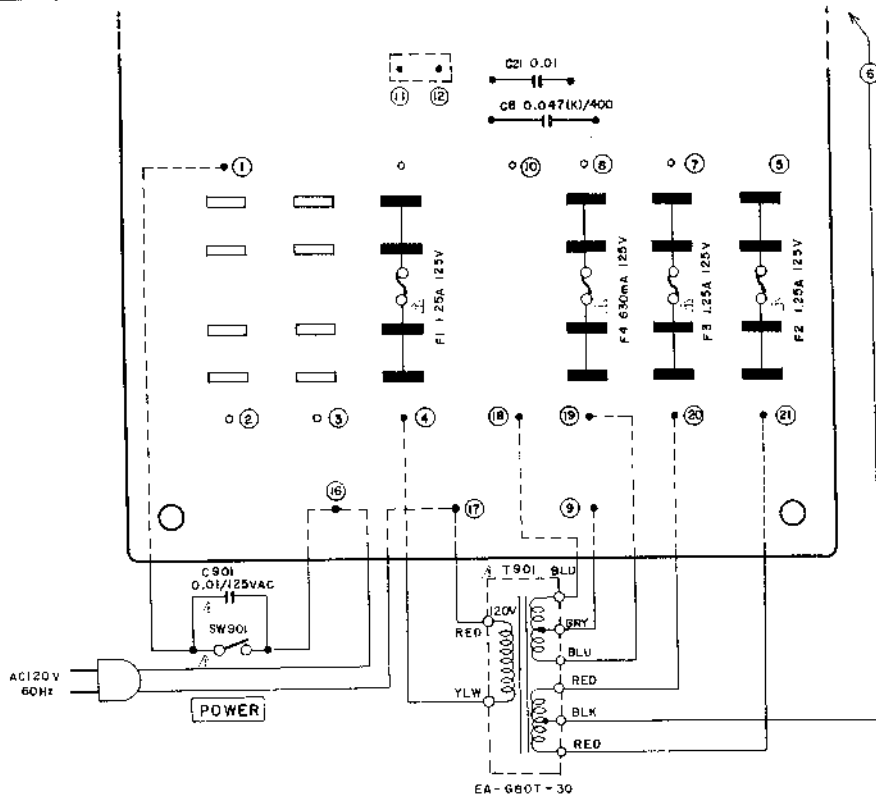 C21 0.01
C8 0.047(K)/400
6
11 12
1 10 8 7 5
F1 1.25A 125V
F4 630mA 125V
F3 1.25A 125V
F2 1.25A 125V
2 3 4 18 19 20 21
16 17 9
C901
0.01/125VAC
SW901
AC120V
60Hz
POWER
T901
120V
RED
YLW
BLU
GRY
BLU
RED
BLK
RED
EA-G80T-30